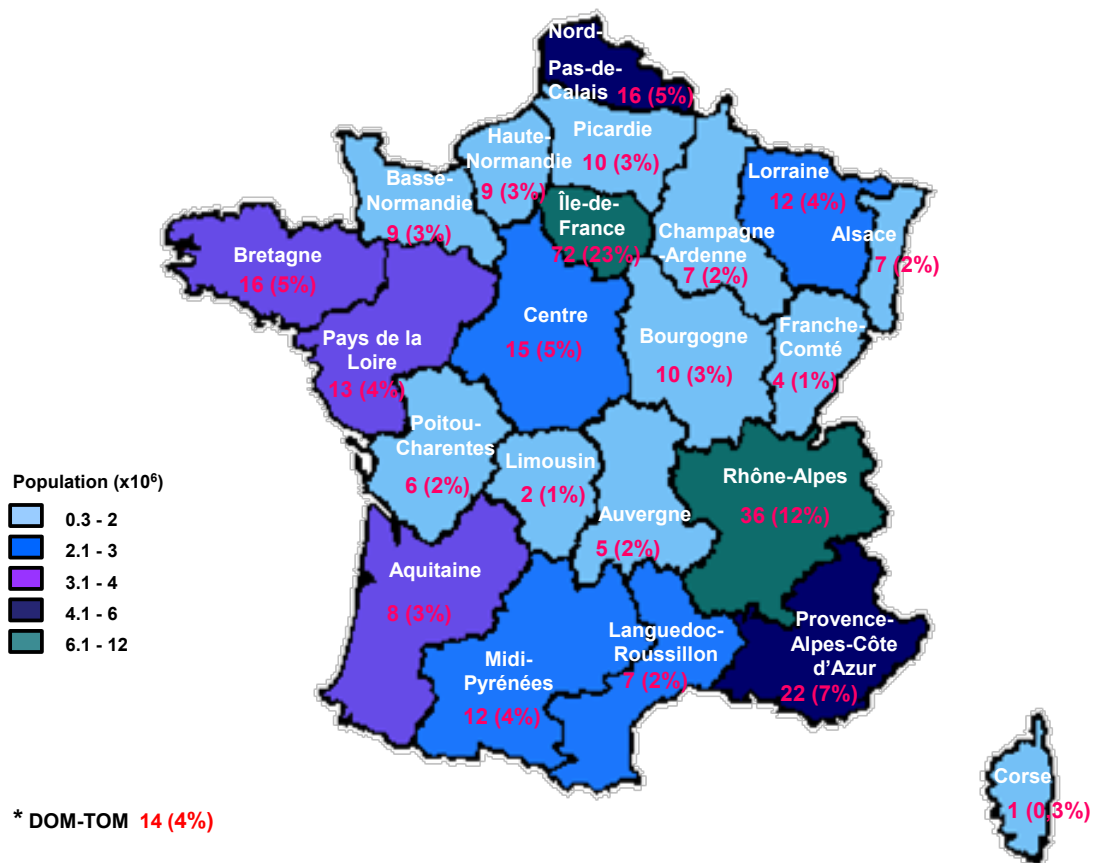 Nord-
Pas-de-
Calais 16 (5%)
Picardie
10 (3%)
Haute-
Normandie
9 (3%)
Basse-
Normandie
9 (3%)
Île-de-
France
72 (23%)
Champagne
-Ardenne
7 (2%)
Lorraine
12 (4%)
Alsace
7 (2%)
Bretagne
16 (5%)
Pays de la
Loire
13 (4%)
Centre
15 (5%)
Bourgogne
10 (3%)
Franche-
Comté
4 (1%)
Poitou-
Charentes
6 (2%)
Limousin
2 (1%)
Auvergne
5 (2%)
Rhône-Alpes
36 (12%)
Aquitaine
8 (3%)
Midi-
Pyrénées
12 (4%)
Languedoc-
Roussillon
7 (2%)
Provence-
Alpes-Côte
d’Azur
22 (7%)
Corse
1 (0,3%)
Population (x10⁶)
0.3 - 2
2.1 - 3
3.1 - 4
4.1 - 6
6.1 - 12
* DOM-TOM 14 (4%)